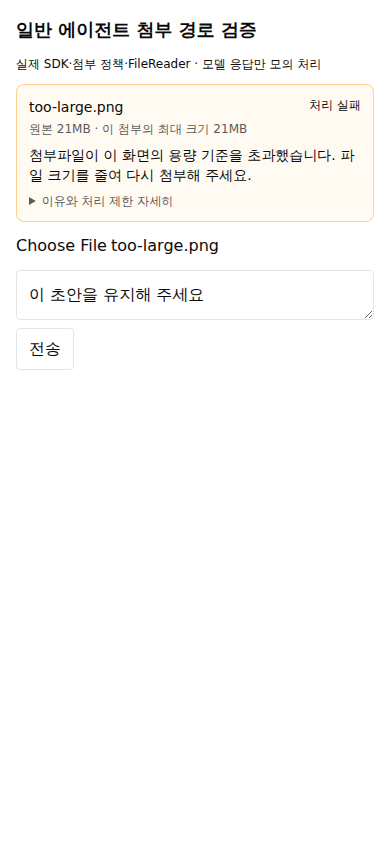 일반 에이전트 첨부 경로 검증
실제 SDK·첨부 정책·FileReader · 모델 응답만 모의 처리
too-large.png
처리 실패
원본 21MB · 이 첨부의 최대 크기 21MB
첨부파일이 이 화면의 용량 기준을 초과했습니다. 파
일 크기를 줄여 다시 첨부해 주세요.
▶ 이유와 처리 제한 자세히
Choose File too-large.png
이 초안을 유지해 주세요
전송